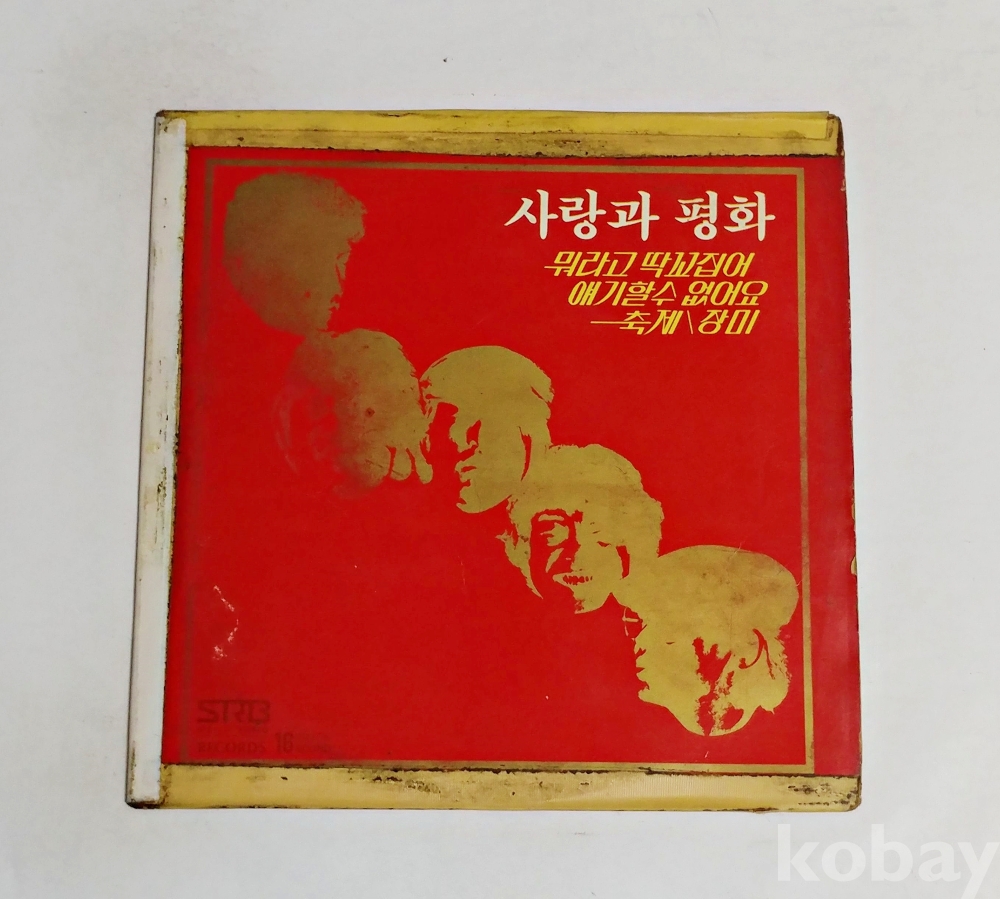 사랑과 평화
뭐라고 딱꼬집어
얘기할수 없어요
—축제\장미
STRB
RECORDS 16
kobay